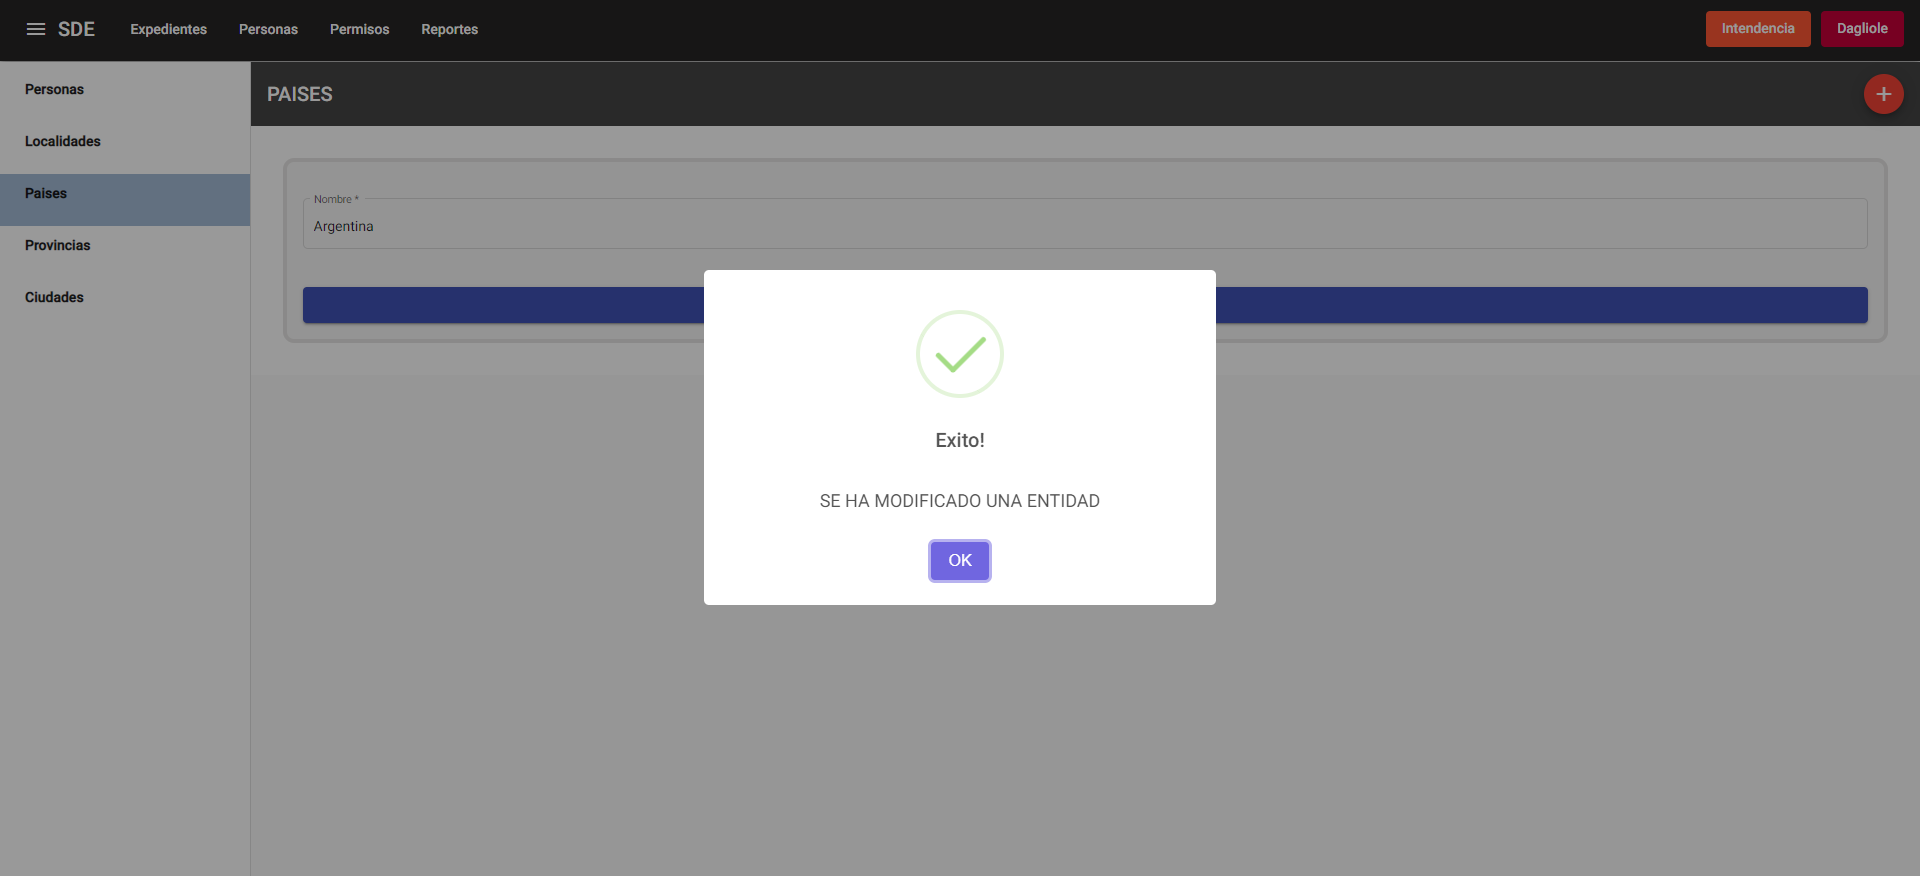 SDE Expedientes Personas Permisos Reportes Intendencia Dagliole
Personas
Localidades
Paises
Provincias
Ciudades
PAISES
+
Nombre *
Argentina
Exito!
SE HA MODIFICADO UNA ENTIDAD
OK